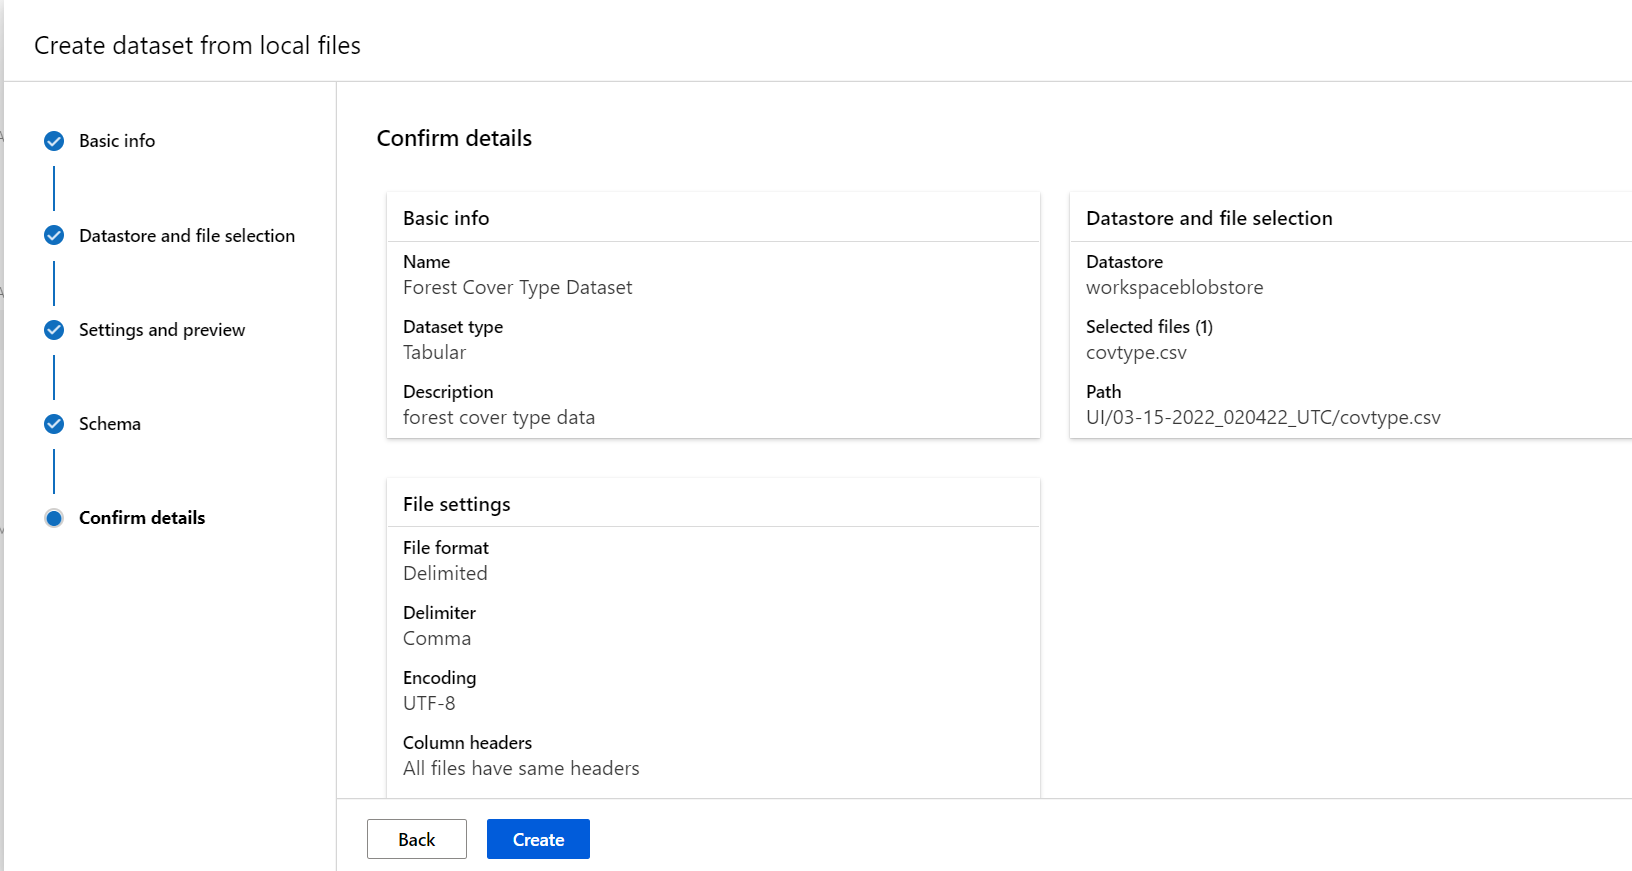 Create dataset from local files
Basic info
Datastore and file selection
Settings and preview
Schema
Confirm details
Confirm details
Basic info
Name
Forest Cover Type Dataset
Dataset type
Tabular
Description
forest cover type data
Datastore and file selection
Datastore
workspaceblobstore
Selected files (1)
covtype.csv
Path
UI/03-15-2022_020422_UTC/covtype.csv
File settings
File format
Delimited
Delimiter
Comma
Encoding
UTF-8
Column headers
All files have same headers
Back
Create